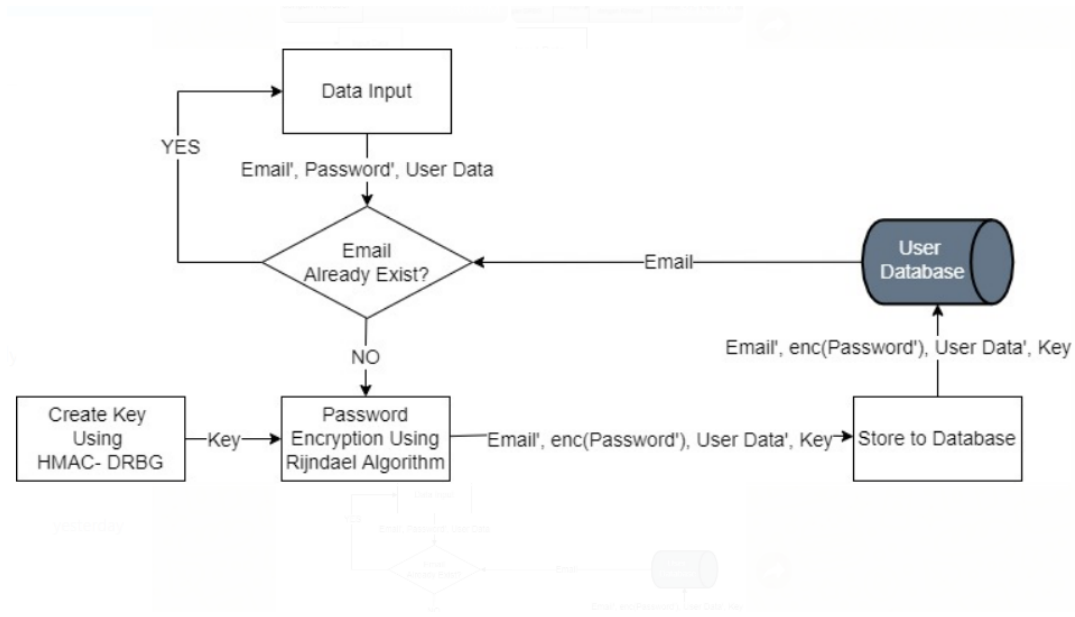 Data Input
YES
Email', Password', User Data
Email
Already Exist?
Email
User
Database
Email', enc(Password'), User Data', Key
NO
Create Key
Using
HMAC- DRBG
Key
Password
Encryption Using
Rijndael Algorithm
Email', enc(Password'), User Data', Key
Store to Database